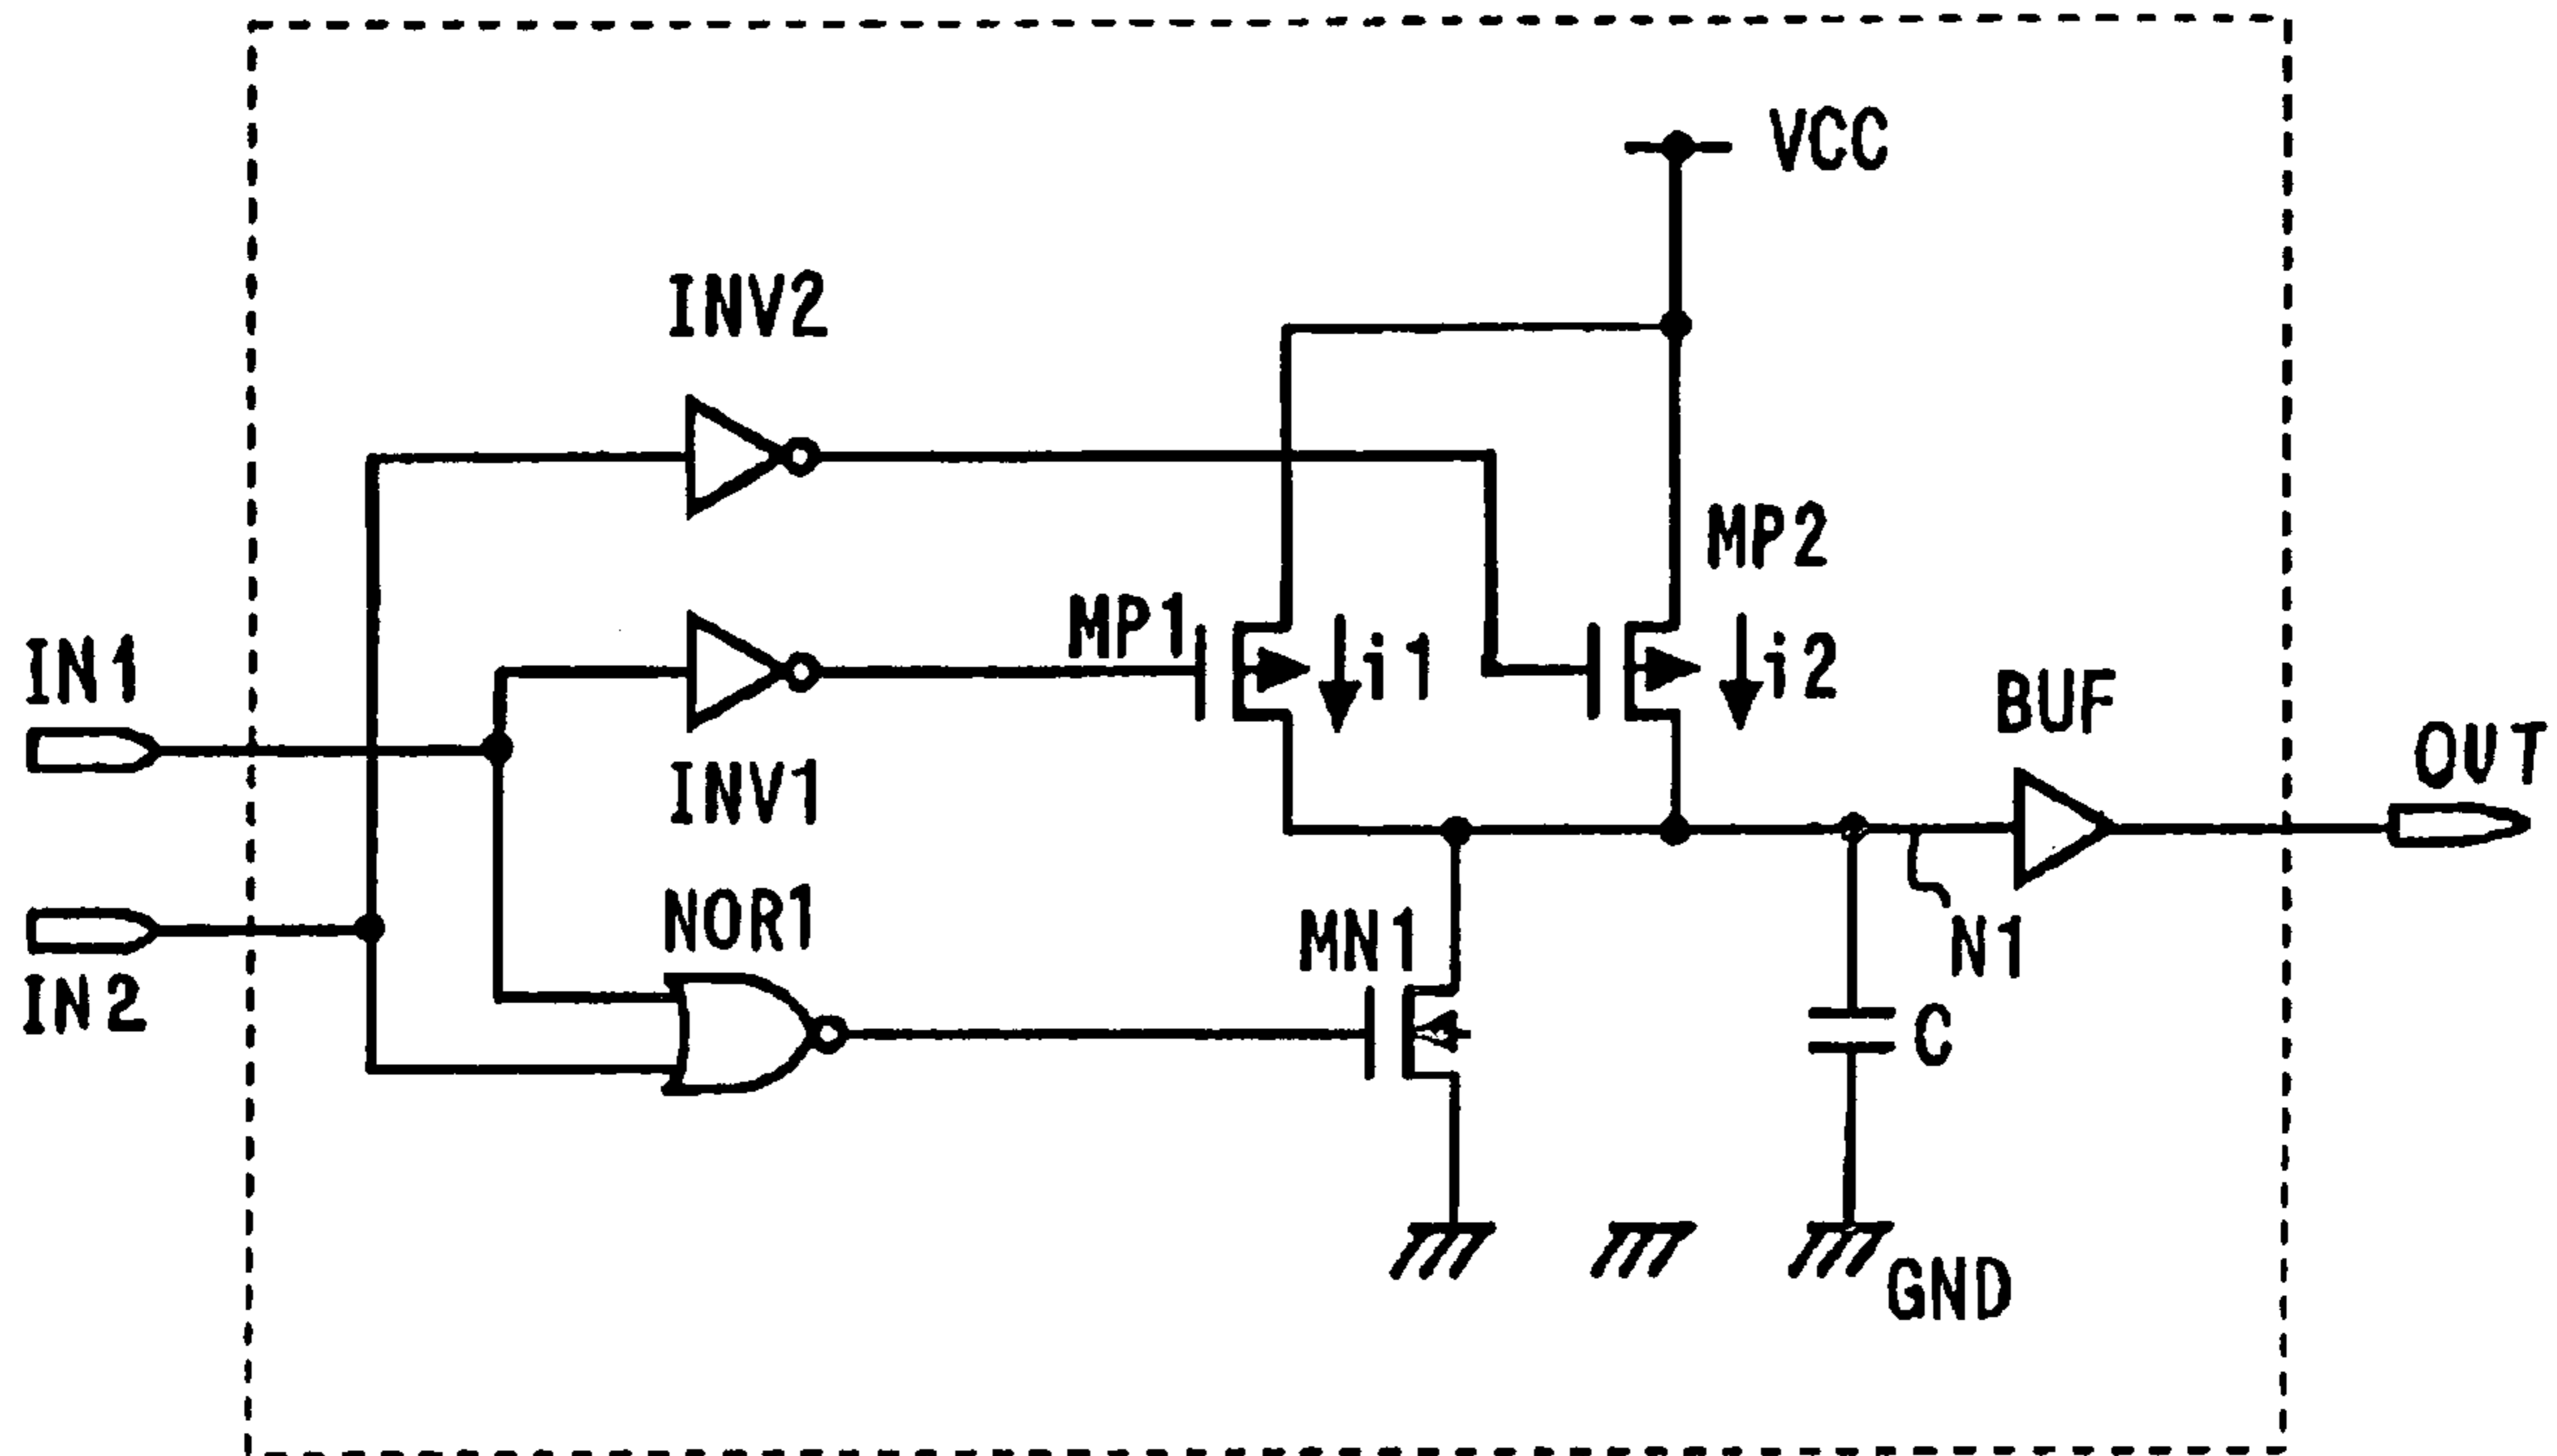 VCC
INV2
MP2
MP1
i1
i2
IN1
BUF
OUT
INV1
NOR1
MN1
N1
IN2
C
GND